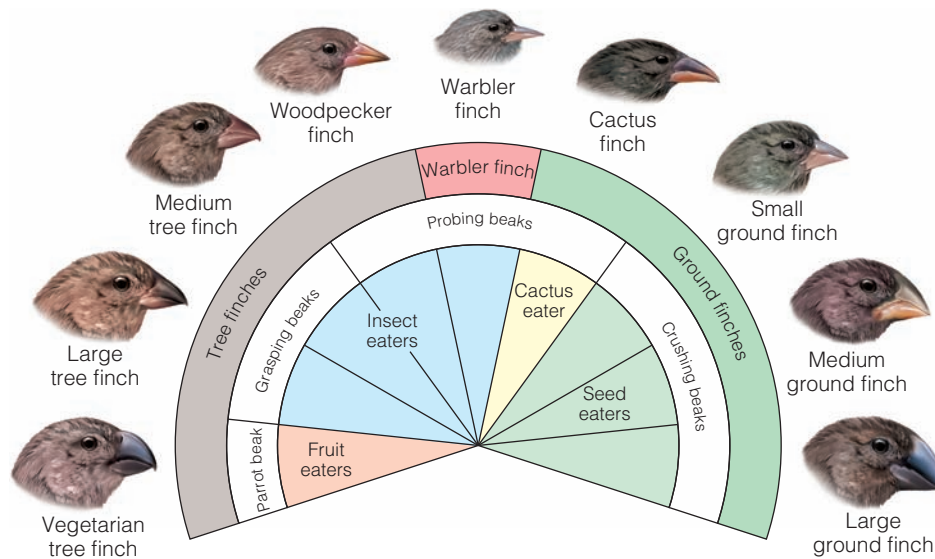 Woodpecker
finch
Warbler
finch
Cactus
finch
Medium
tree finch
Small
ground finch
Large
tree finch
Medium
ground finch
Vegetarian
tree finch
Large
ground finch
Tree finches
Warbler finch
Ground finches
Parrot beak
Grasping beaks
Probing beaks
Crushing beaks
Fruit
eaters
Insect
eaters
Cactus
eater
Seed
eaters